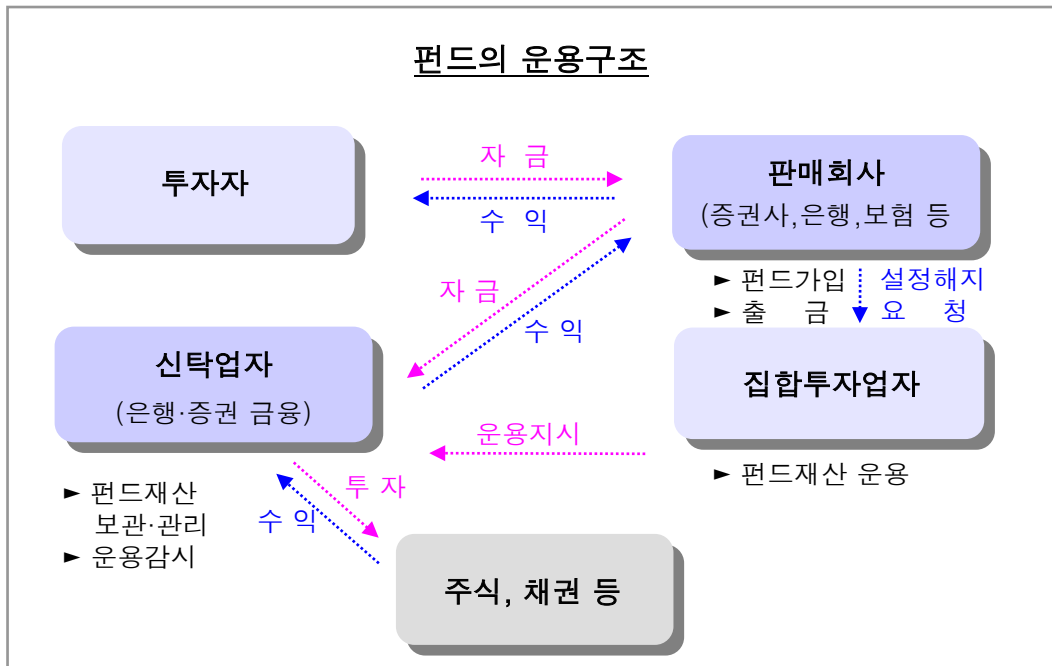 펀드의 운용구조
투자자
자 금
수 익
판매회사
(증권사,은행,보험 등
► 펀드가입
► 출 금
설정해지
요 청
자 금
수 익
신탁업자
(은행·증권 금융)
집합투자업자
운용지시
► 펀드재산 운용
► 펀드재산
보관·관리
► 운용감시
투 자
수 익
주식, 채권 등